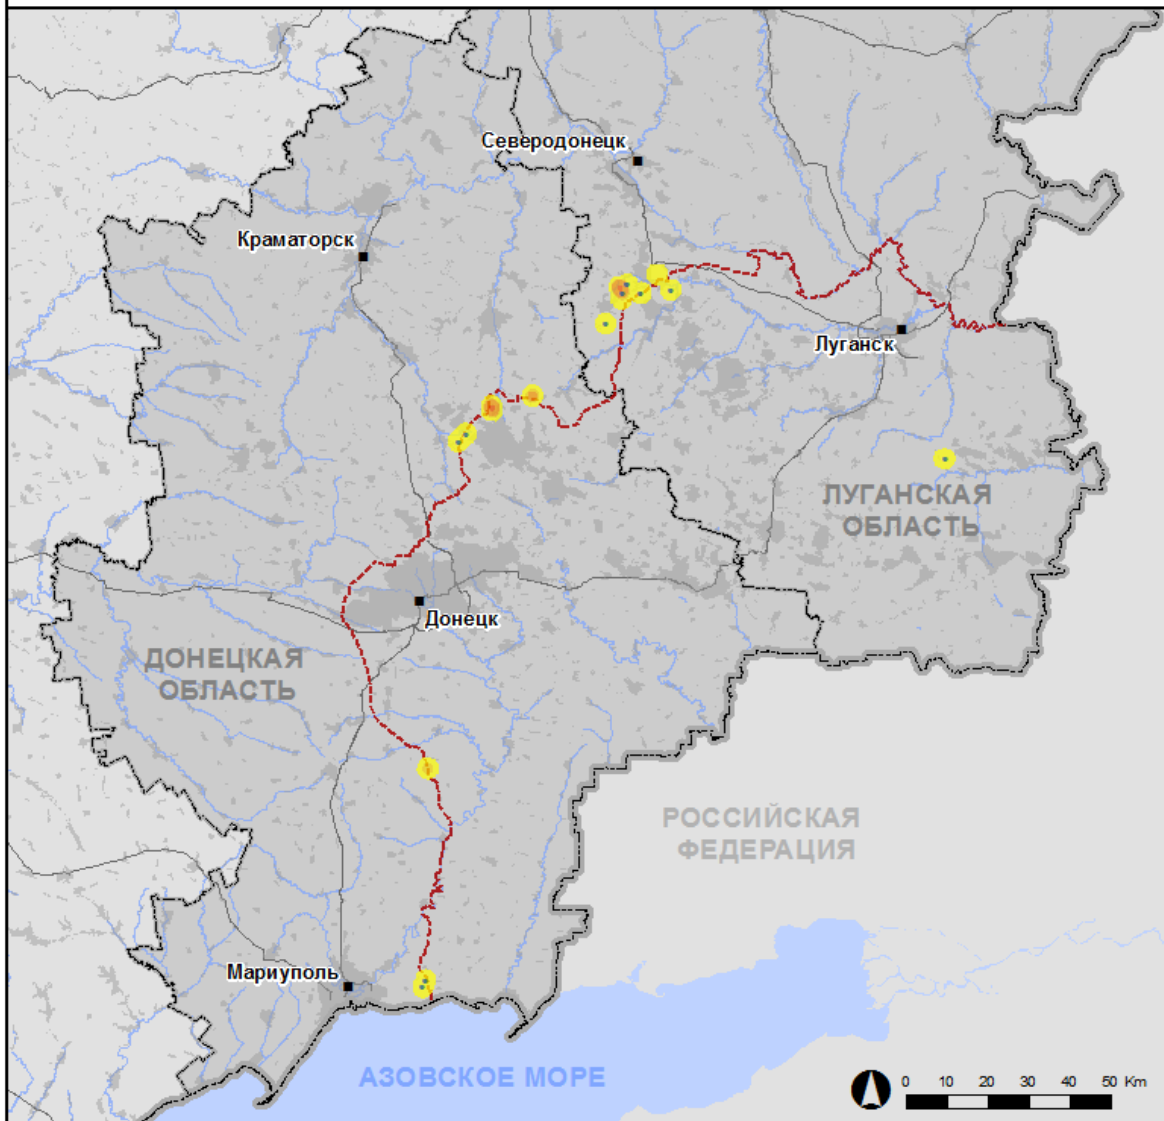 Северодонецк
Краматорск
Луганск
ЛУГАНСКАЯ
ОБЛАСТЬ
Донецк
ДОНЕЦКАЯ
ОБЛАСТЬ
РОССИЙСКАЯ
ФЕДЕРАЦИЯ
Мариуполь
АЗОВСКОЕ МОРЕ
0 10 20 30 40 50 Km